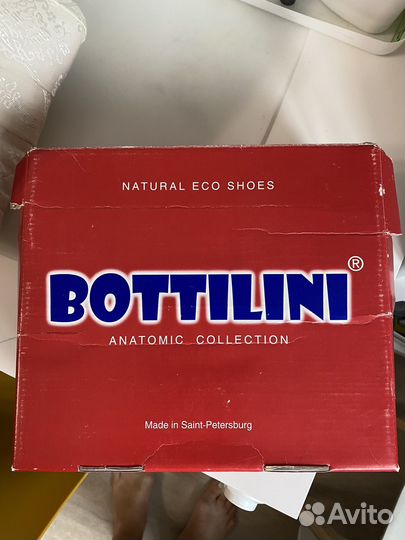 NATURAL ECO SHOES
BOTTILINI®
ANATOMIC COLLECTION
Made in Saint-Petersburg
Avito